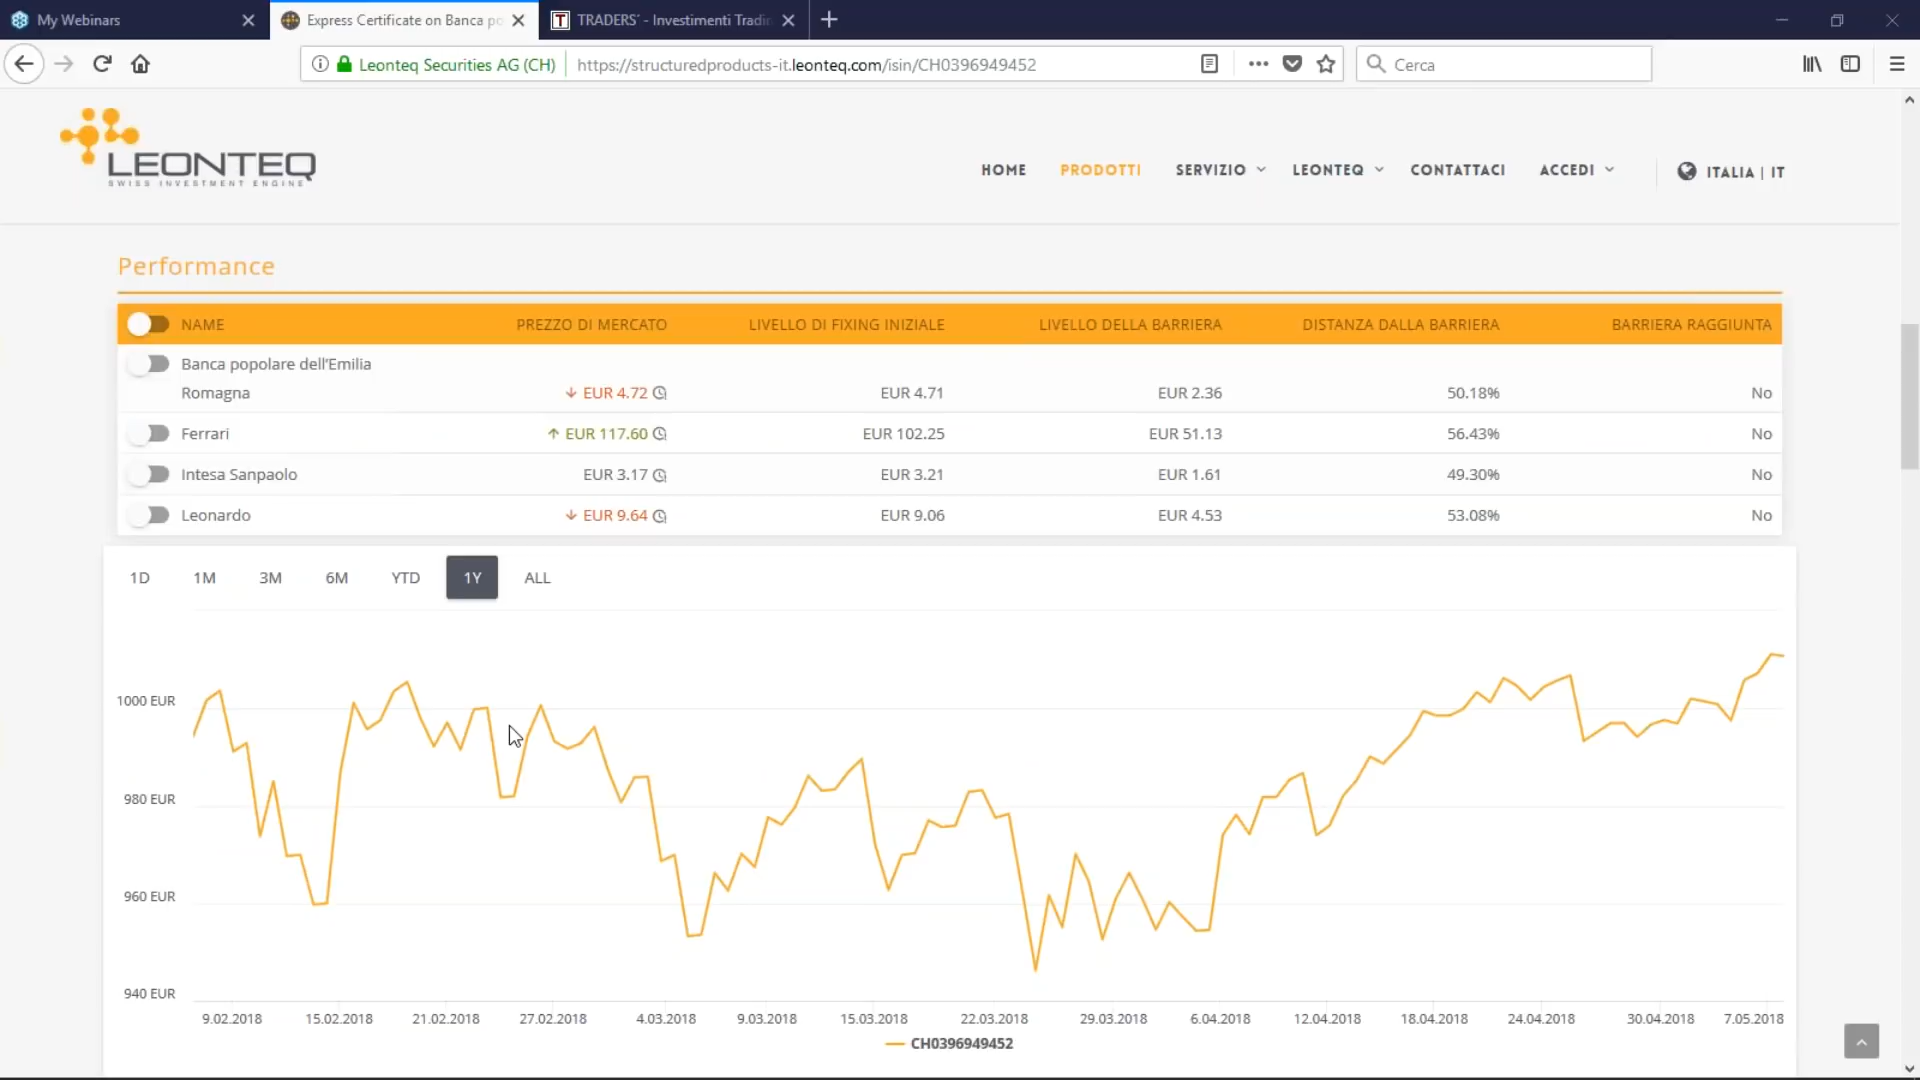 My Webinars
Express Certificate on Banca po
TRADERS´ - Investimenti Tradin
Leonteq Securities AG (CH)
https://structuredproducts-it.leonteq.com/isin/CH0396949452
Cerca
LEONTEQ
SWISS INVESTMENT ENGINE
HOME PRODOTTI SERVIZIO LEONTEQ CONTATTACI ACCEDI ITALIA | IT
Performance
NAME PREZZO DI MERCATO LIVELLO DI FIXING INIZIALE LIVELLO DELLA BARRIERA DISTANZA DALLA BARRIERA BARRIERA RAGGIUNTA
Banca popolare dell'Emilia
Romagna EUR 4.72 EUR 4.71 EUR 2.36 50.18% No
Ferrari EUR 117.60 EUR 102.25 EUR 51.13 56.43% No
Intesa Sanpaolo EUR 3.17 EUR 3.21 EUR 1.61 49.30% No
Leonardo EUR 9.64 EUR 9.06 EUR 4.53 53.08% No
1D 1M 3M 6M YTD 1Y ALL
1000 EUR
980 EUR
960 EUR
940 EUR
9.02.2018 15.02.2018 21.02.2018 27.02.2018 4.03.2018 9.03.2018 15.03.2018 22.03.2018 29.03.2018 6.04.2018 12.04.2018 18.04.2018 24.04.2018 30.04.2018 7.05.2018
CH0396949452